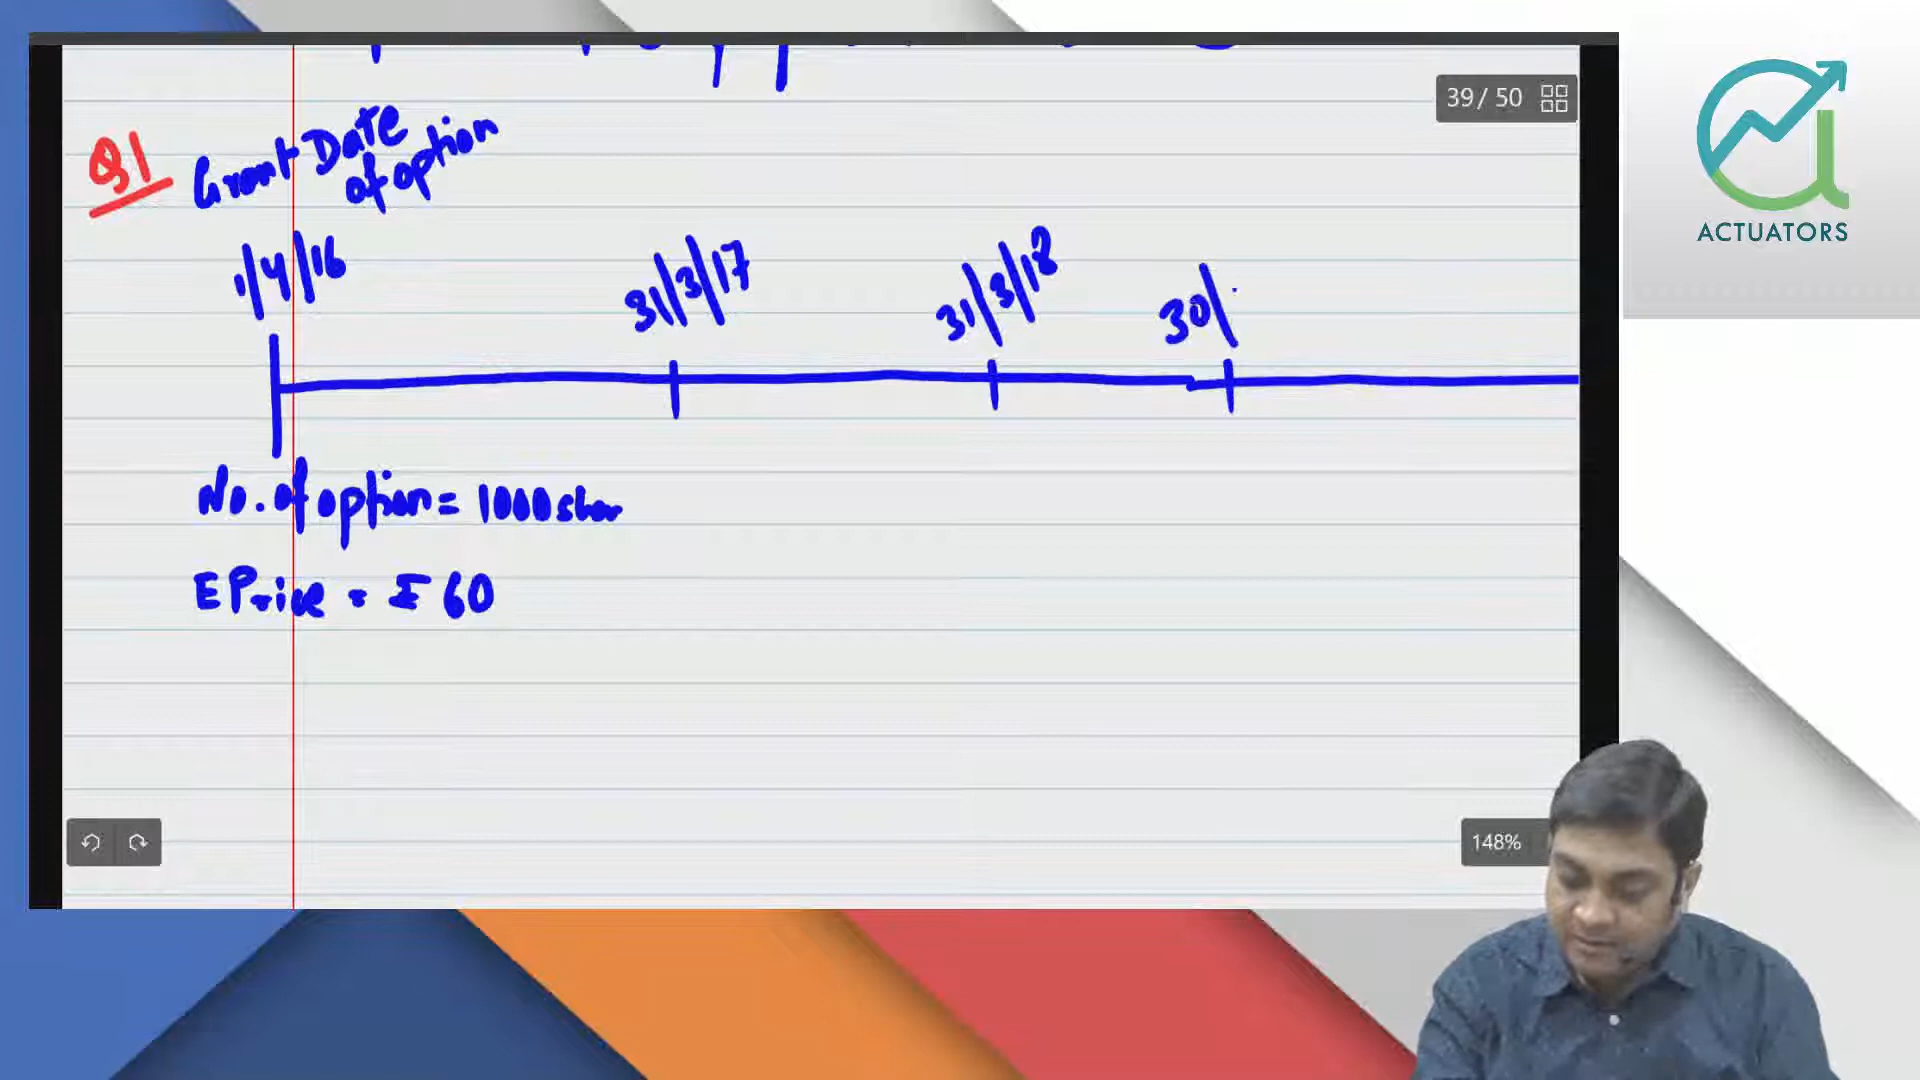 39 / 50
ACTUATORS
Q1 Grant Date
of option
1/4/16 31/3/17 31/3/18 30/
No. of option = 1000 shar
E Price = ₹ 60
148%